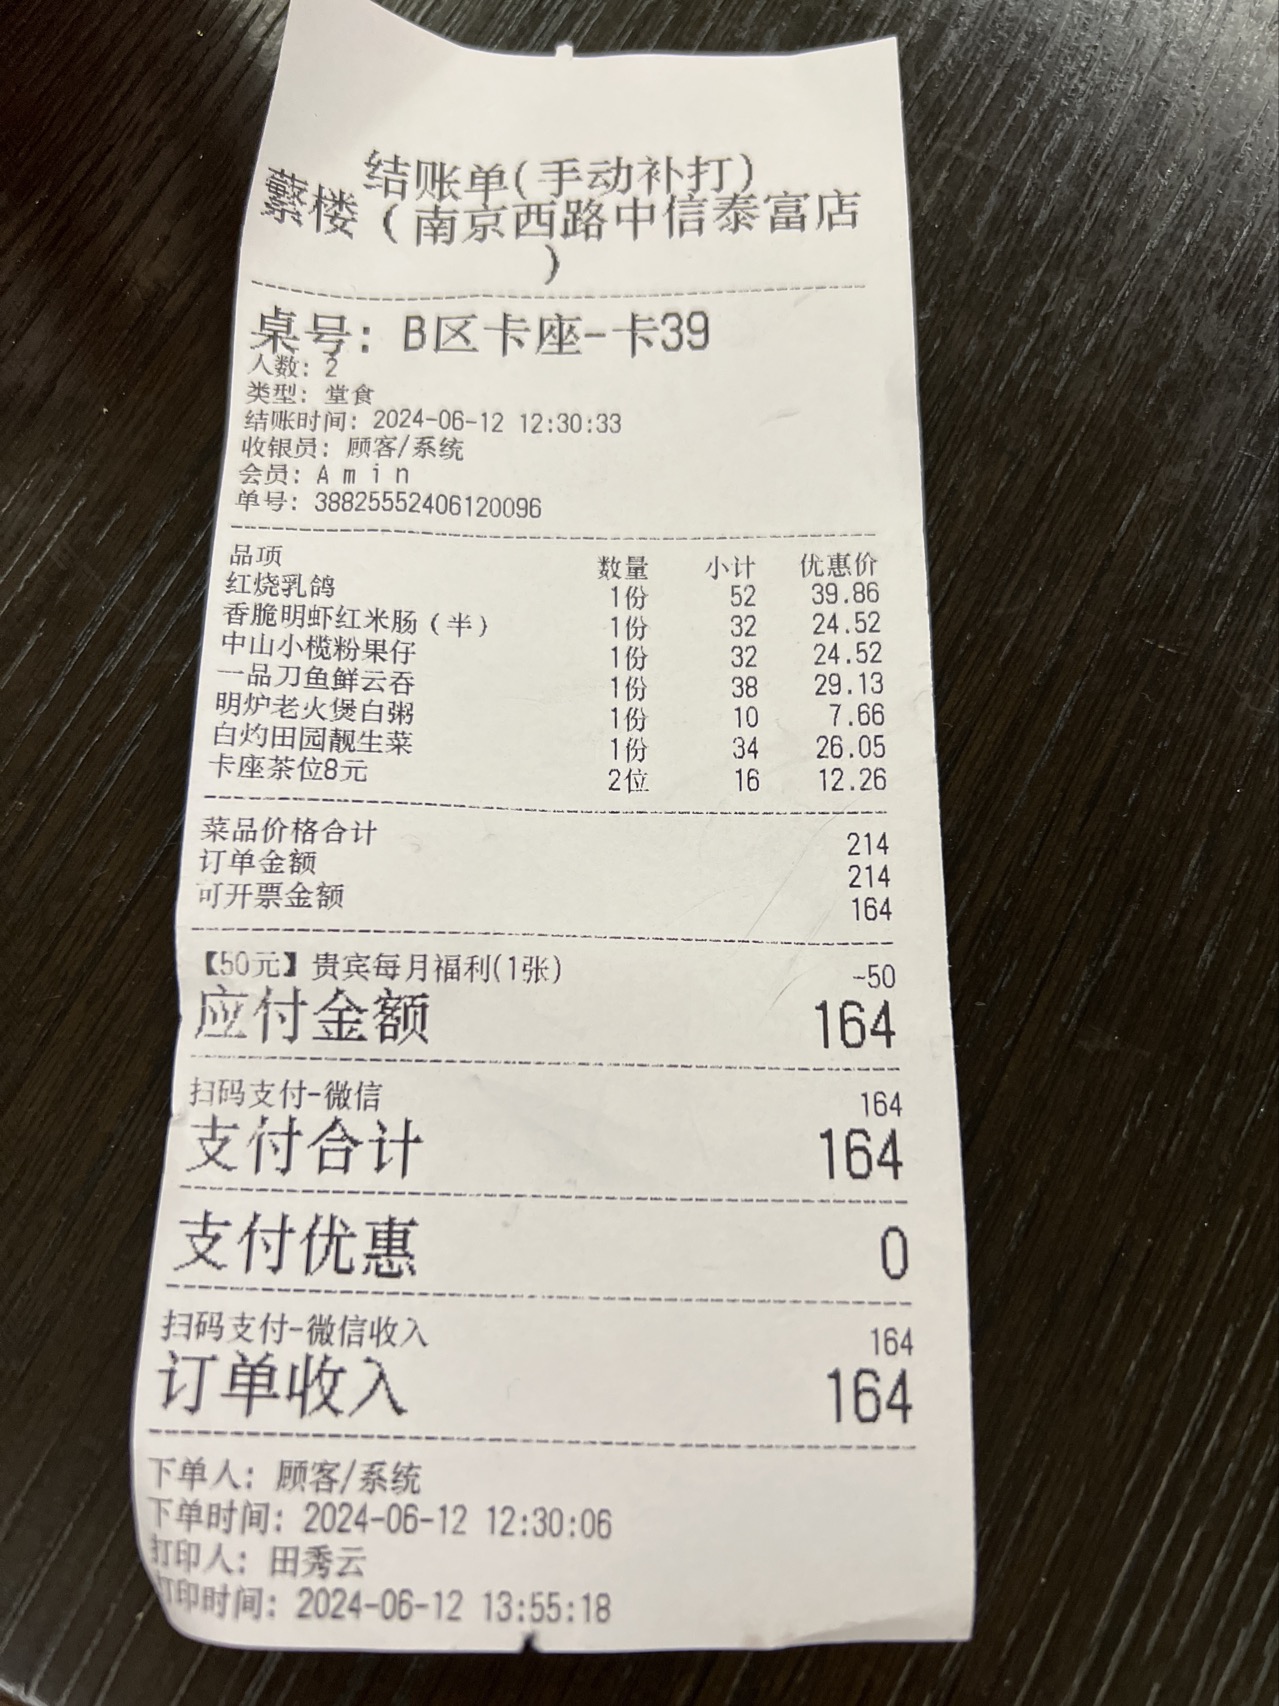 结账单(手动补打)
蘩楼（南京西路中信泰富店
）
桌号: B区卡座-卡39
人数: 2
类型: 堂食
结账时间: 2024-06-12 12:30:33
收银员: 顾客/系统
会员: Amin
单号: 38825552406120096
品项 数量 小计 优惠价
红烧乳鸽 1份 52 39.86
香脆明虾红米肠（半） 1份 32 24.52
中山小榄粉果仔 1份 32 24.52
一品刀鱼鲜云吞 1份 38 29.13
明炉老火煲白粥 1份 10 7.66
白灼田园靓生菜 1份 34 26.05
卡座茶位8元 2位 16 12.26
菜品价格合计 214
订单金额 214
可开票金额 164
【50元】贵宾每月福利(1张) -50
应付金额 164
扫码支付-微信 164
支付合计 164
支付优惠 0
扫码支付-微信收入 164
订单收入 164
下单人: 顾客/系统
下单时间: 2024-06-12 12:30:06
打印人: 田秀云
打印时间: 2024-06-12 13:55:18